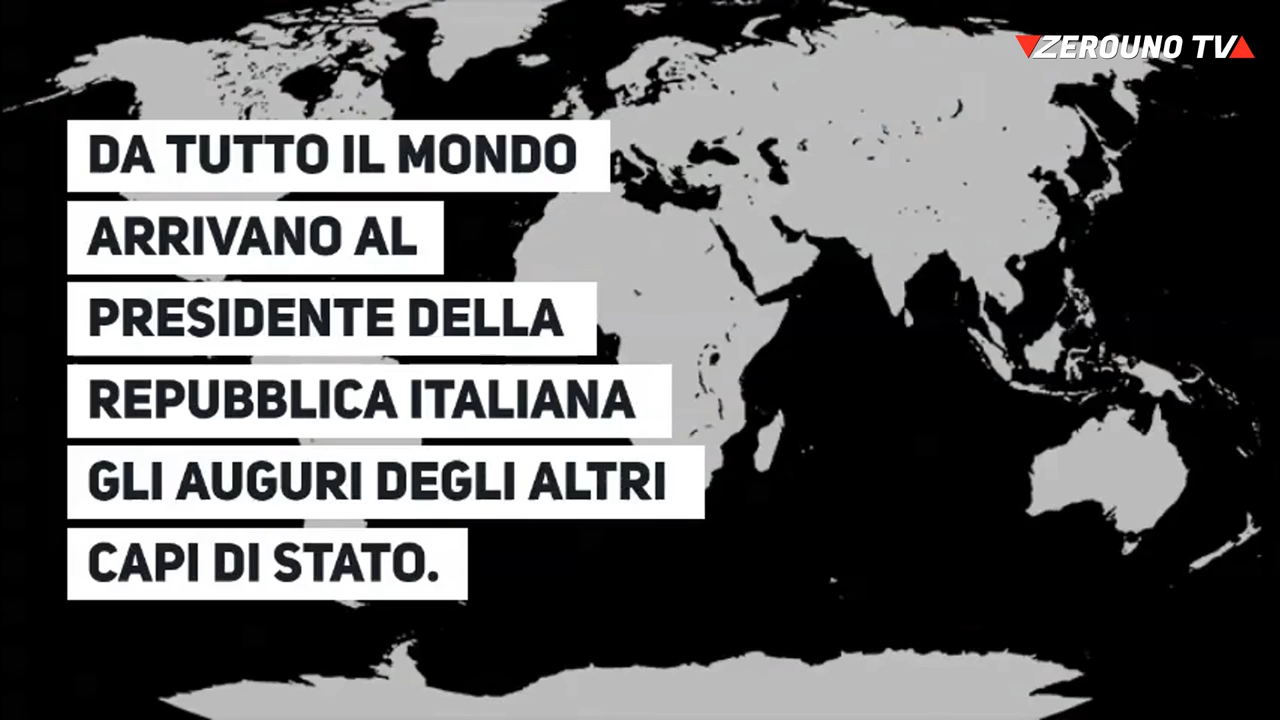 ZEROUNO TV
DA TUTTO IL MONDO
ARRIVANO AL
PRESIDENTE DELLA
REPUBBLICA ITALIANA
GLI AUGURI DEGLI ALTRI
CAPI DI STATO.